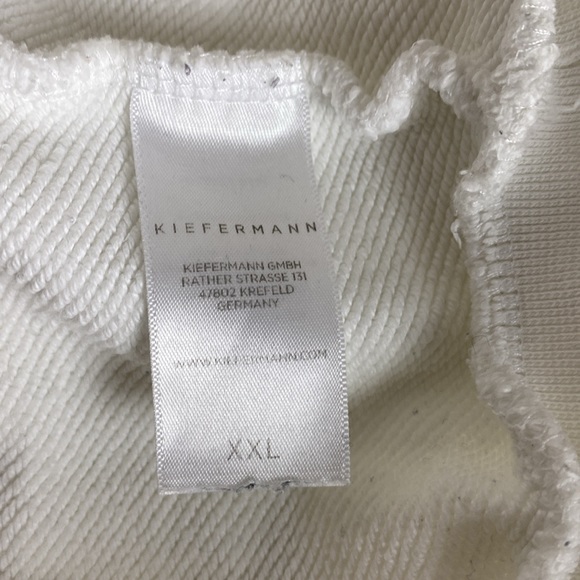 KIEFERMANN
KIEFERMANN GMBH
RATHER STRASSE 131
47802 KREFELD
GERMANY
WWW.KIEFERMANN.COM
XXL